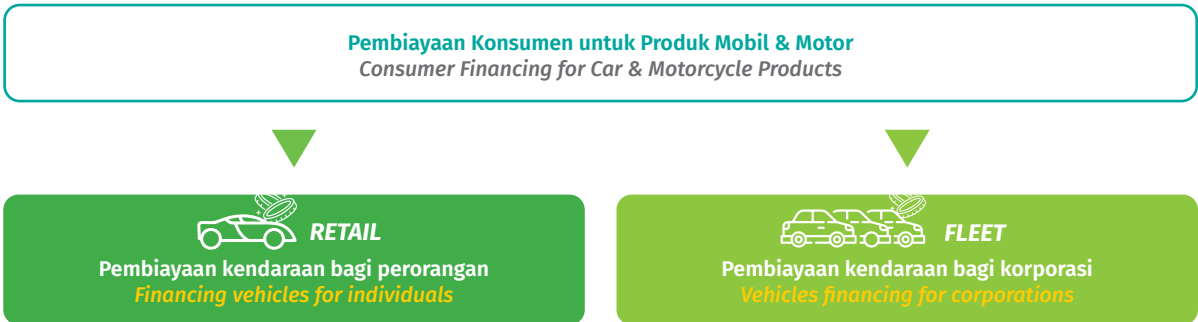 Pembiayaan Konsumen untuk Produk Mobil & Motor
Consumer Financing for Car & Motorcycle Products
RETAIL
Pembiayaan kendaraan bagi perorangan
Financing vehicles for individuals
FLEET
Pembiayaan kendaraan bagi korporasi
Vehicles financing for corporations